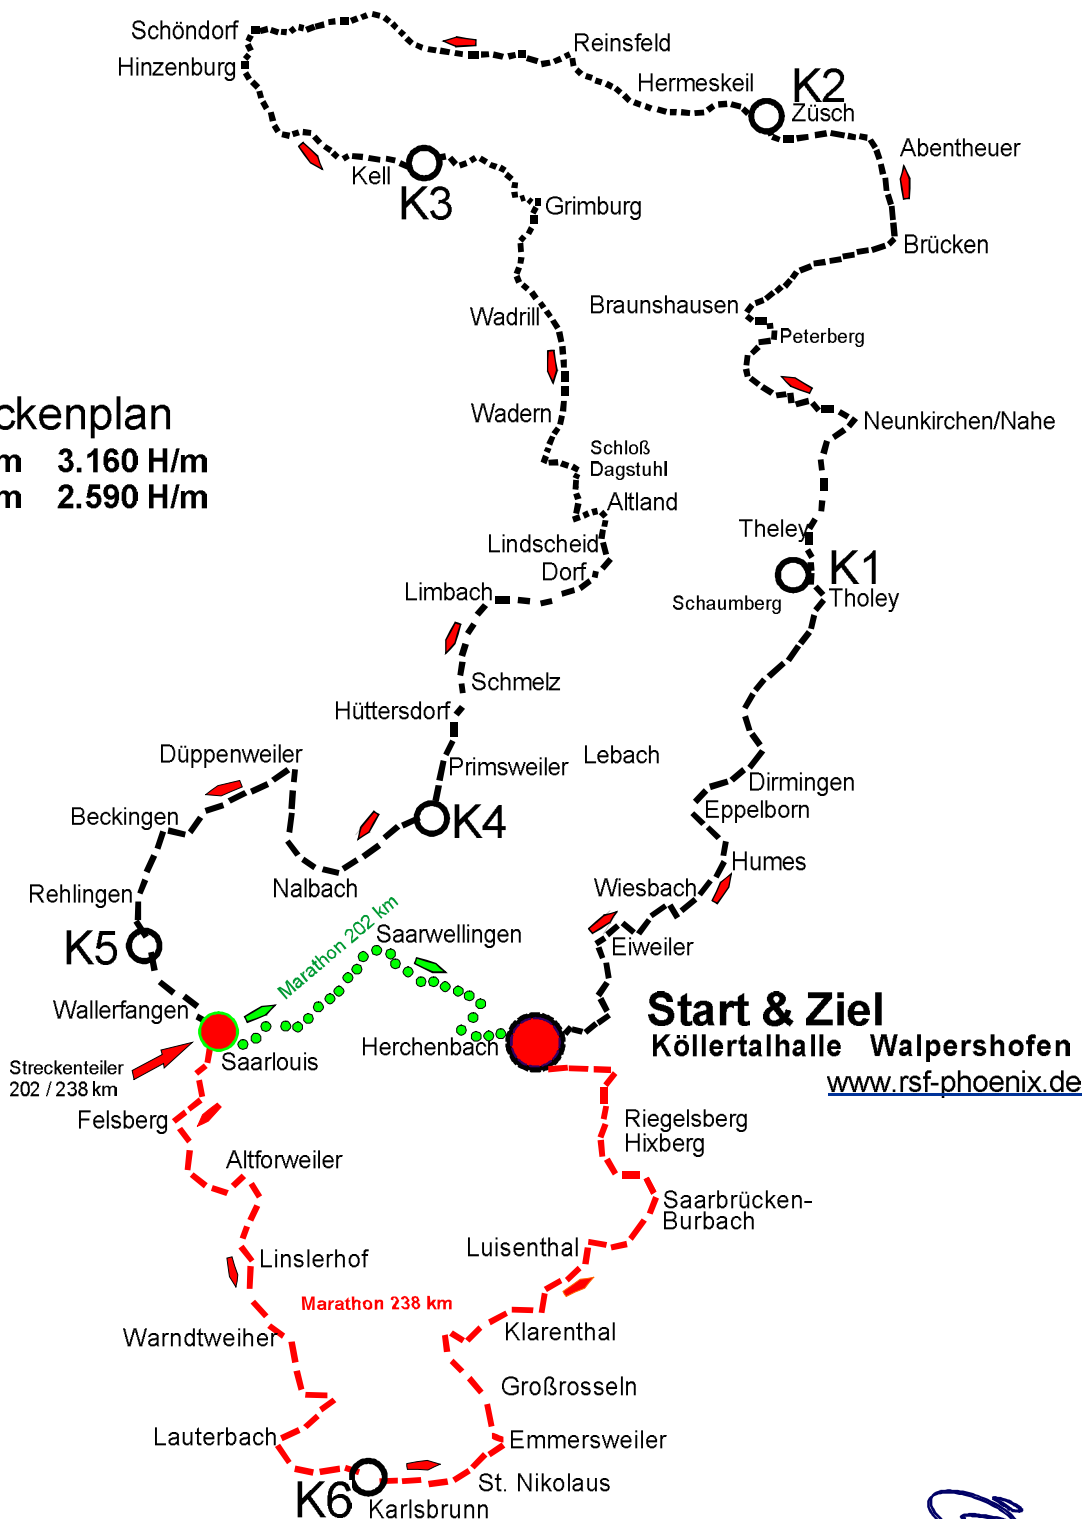 Schöndorf
Hinzenburg
Reinsfeld
Hermeskeil
K2
Züsch
Abentheuer
Kell
K3
Grimburg
Brücken
Wadrill
Braunshausen
Peterberg
ckenplan
m 3.160 H/m
m 2.590 H/m
Wadern
Neunkirchen/Nahe
Schloß
Dagstuhl
Altland
Theley
Lindscheid
Dorf
K1
Limbach
Schaumberg
Tholey
Schmelz
Hüttersdorf
Düppenweiler
Primsweiler
Lebach
Dirmingen
Eppelborn
Beckingen
K4
Humes
Rehlingen
Nalbach
Wiesbach
K5
Marathon 202 km
Saarwellingen
Eiweiler
Wallerfangen
Start & Ziel
Köllertalhalle Walpershofen
www.rsf-phoenix.de
Herchenbach
Saarlouis
Streckenteiler
202 / 238 km
Felsberg
Riegelsberg
Hixberg
Altforweiler
Saarbrücken-
Burbach
Linslerhof
Luisenthal
Marathon 238 km
Warndtweiher
Klarenthal
Großrosseln
Lauterbach
Emmersweiler
St. Nikolaus
K6
Karlsbrunn